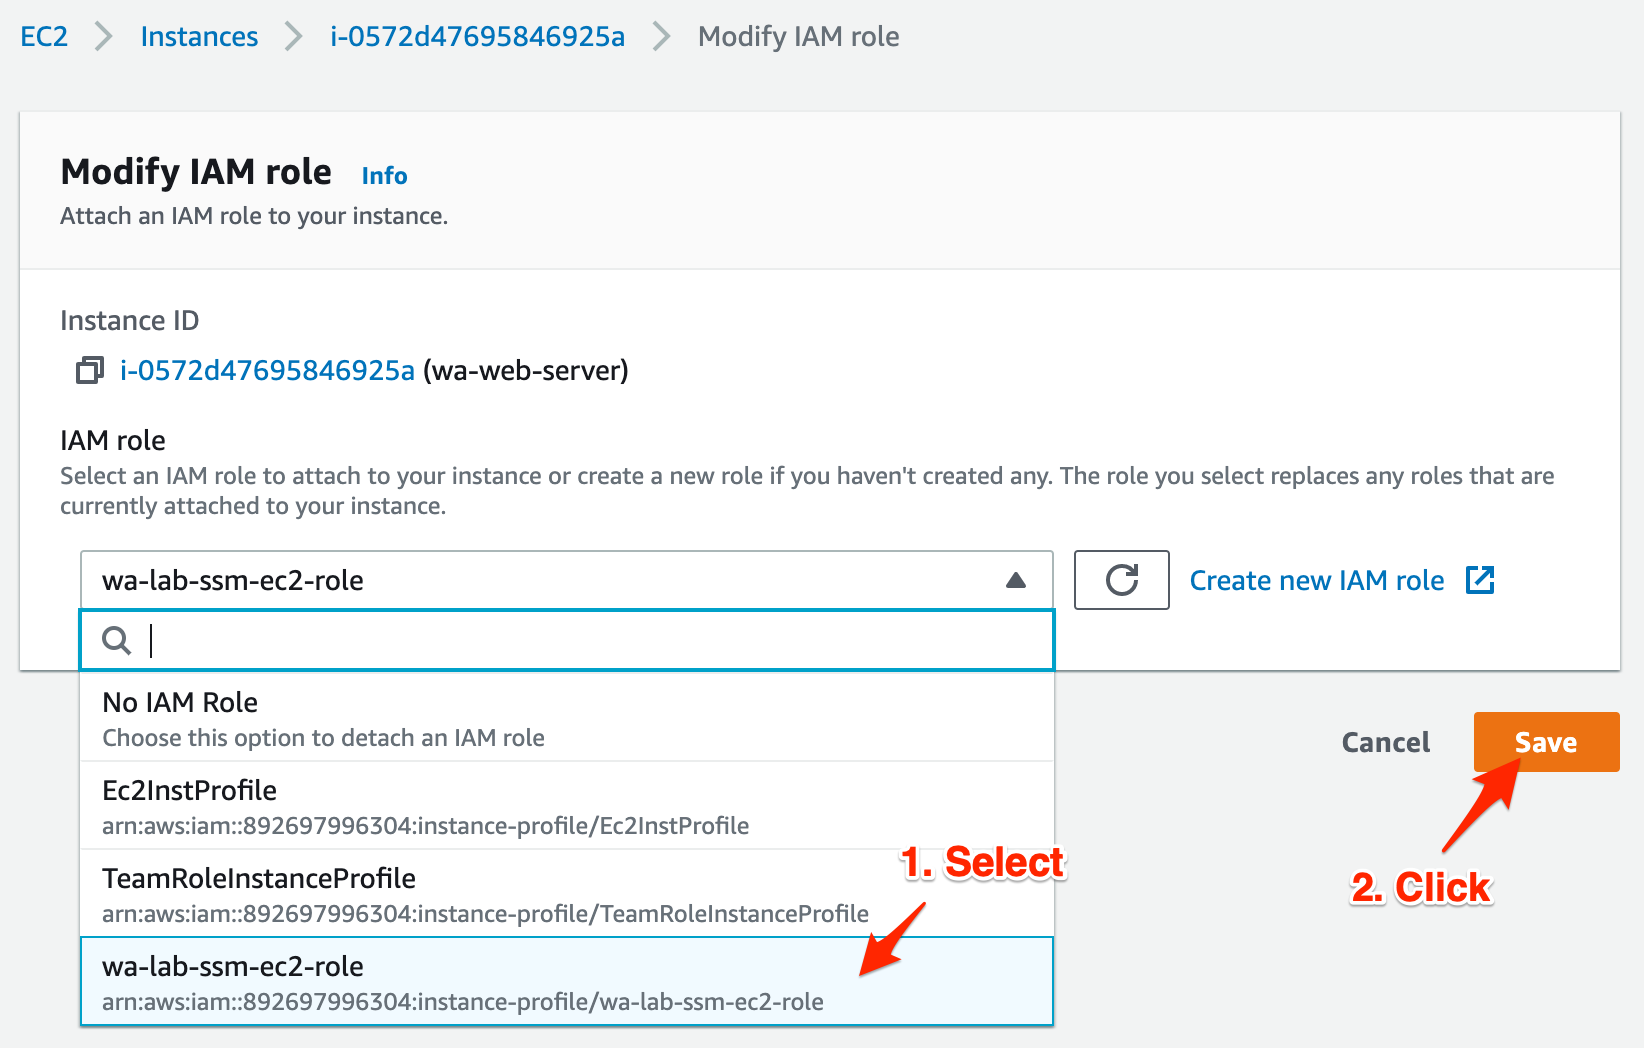 EC2 > Instances > i-0572d47695846925a > Modify IAM role
Modify IAM role Info
Attach an IAM role to your instance.
Instance ID
i-0572d47695846925a (wa-web-server)
IAM role
Select an IAM role to attach to your instance or create a new role if you haven't created any. The role you select replaces any roles that are
currently attached to your instance.
wa-lab-ssm-ec2-role
Create new IAM role
No IAM Role
Choose this option to detach an IAM role
Cancel Save
Ec2InstProfile
arn:aws:iam::892697996304:instance-profile/Ec2InstProfile
1. Select
2. Click
TeamRoleInstanceProfile
arn:aws:iam::892697996304:instance-profile/TeamRoleInstanceProfile
wa-lab-ssm-ec2-role
arn:aws:iam::892697996304:instance-profile/wa-lab-ssm-ec2-role